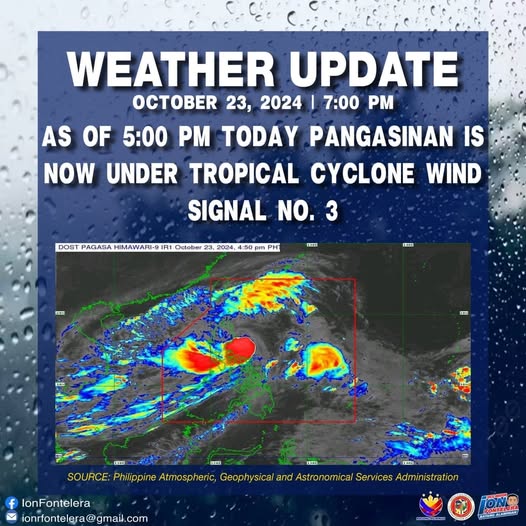 WEATHER UPDATE
OCTOBER 23, 2024 | 7:00 PM
AS OF 5:00 PM TODAY PANGASINAN IS
NOW UNDER TROPICAL CYCLONE WIND
SIGNAL NO. 3
DOST PAGASA HIMAWARI-9 IR1 October 23, 2024, 4:50 pm PHT
SOURCE: Philippine Atmospheric, Geophysical and Astronomical Services Administration
IonFontelera
ionrfontelera@gmail.com
ION
FONTELERA